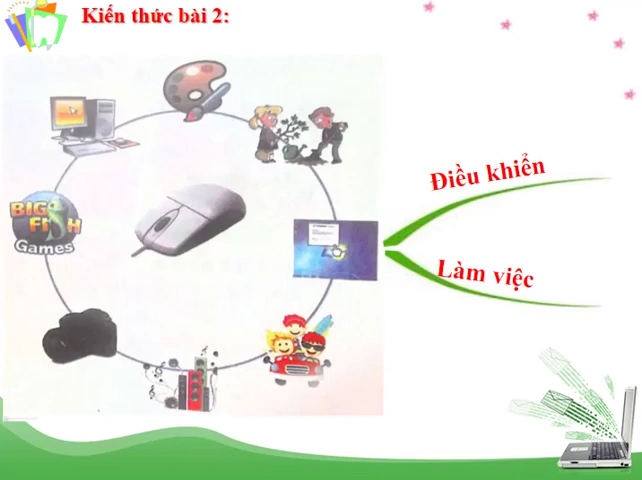 Kiến thức bài 2:
BIG
FISH
Games
Điều khiển
Làm việc